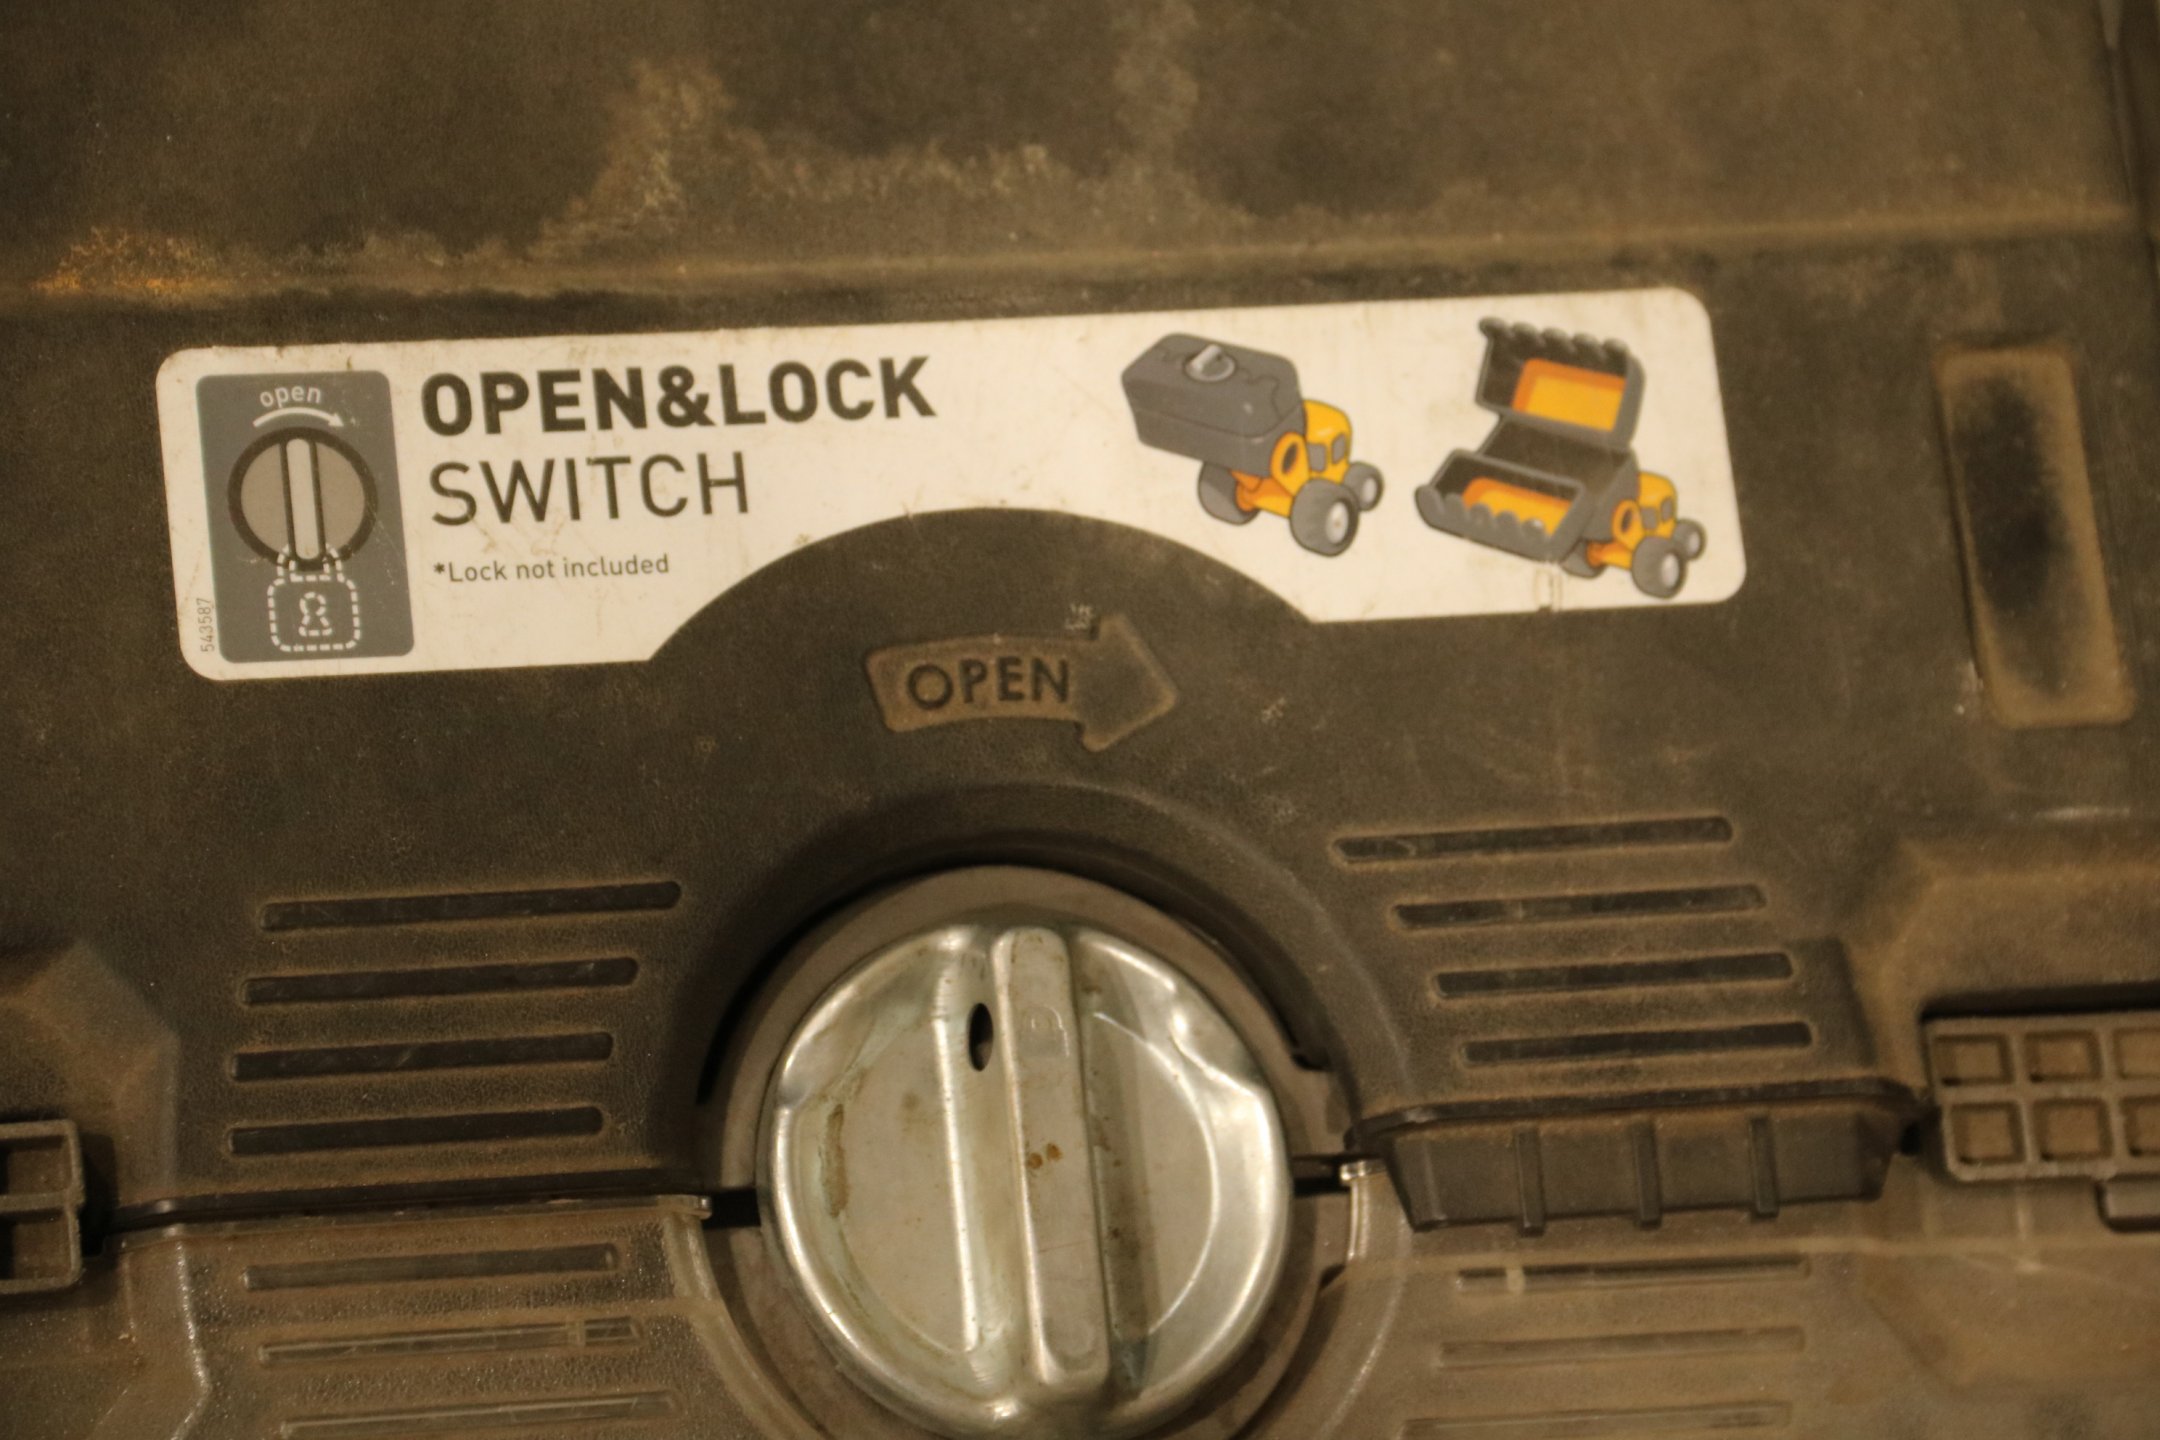 open
OPEN&LOCK
SWITCH
*Lock not included
543587
OPEN